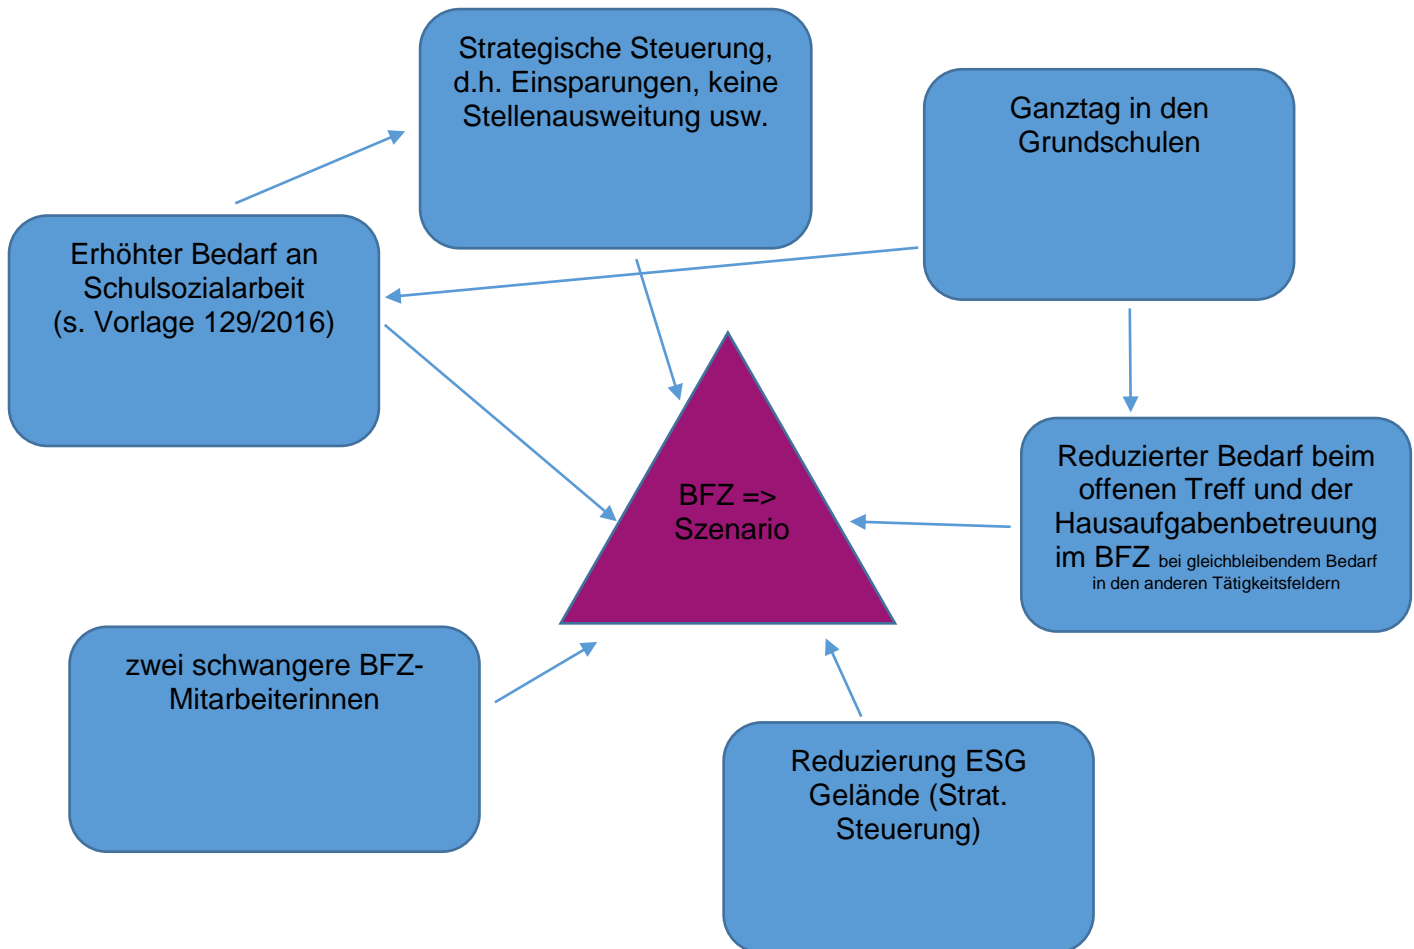 Strategische Steuerung,
d.h. Einsparungen, keine
Stellenausweitung usw.
Ganztag in den
Grundschulen
Erhöhter Bedarf an
Schulsozialarbeit
(s. Vorlage 129/2016)
BFZ =>
Szenario
Reduzierter Bedarf beim
offenen Treff und der
Hausaufgabenbetreuung
im BFZ bei gleichbleibendem Bedarf
in den anderen Tätigkeitsfeldern
zwei schwangere BFZ-
Mitarbeiterinnen
Reduzierung ESG
Gelände (Strat.
Steuerung)